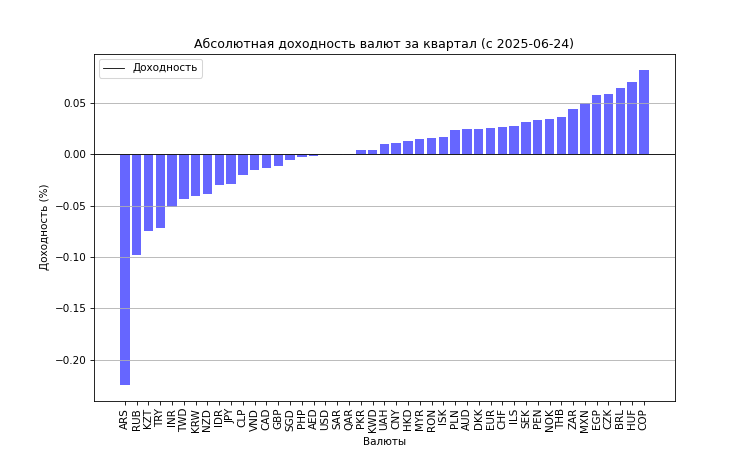 Абсолютная доходность валют за квартал (с 2025-06-24)
Доходность
Доходность (%)
0.05
0.00
−0.05
−0.10
−0.15
−0.20
ARS RUB KZT TRY INR TWD KRW NZD IDR JPY CLP VND CAD GBP SGD PHP AED USD SAR QAR PKR KWD UAH CNY HKD MYR RON ISK PLN AUD DKK EUR CHF ILS SEK PEN NOK THB ZAR MXN EGP CZK BRL HUF COP
Валюты